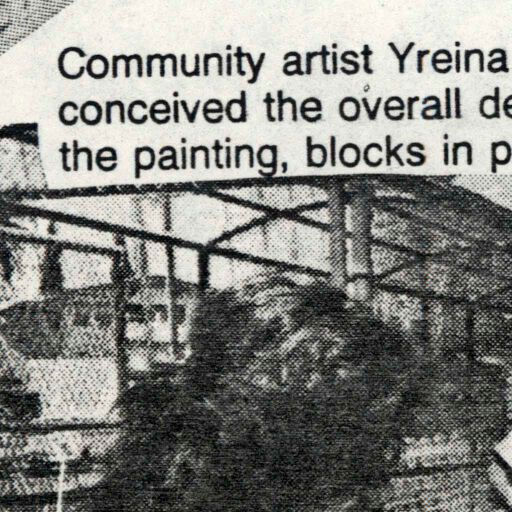 Community artist Yreina
conceived the overall de
the painting, blocks in p